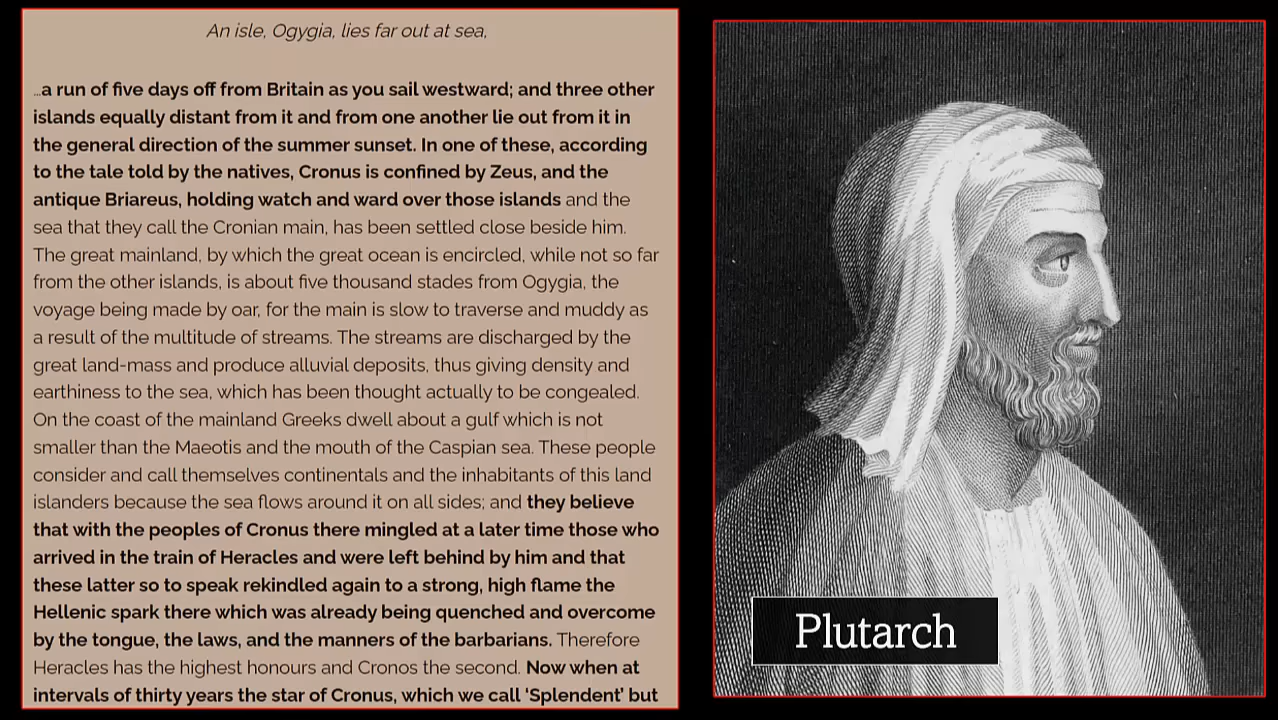 An isle, Ogygia, lies far out at sea,
...a run of five days off from Britain as you sail westward; and three other
islands equally distant from it and from one another lie out from it in
the general direction of the summer sunset. In one of these, according
to the tale told by the natives, Cronus is confined by Zeus, and the
antique Briareus, holding watch and ward over those islands and the
sea that they call the Cronian main, has been settled close beside him.
The great mainland, by which the great ocean is encircled, while not so far
from the other islands, is about five thousand stades from Ogygia, the
voyage being made by oar, for the main is slow to traverse and muddy as
a result of the multitude of streams. The streams are discharged by the
great land-mass and produce alluvial deposits, thus giving density and
earthiness to the sea, which has been thought actually to be congealed.
On the coast of the mainland Greeks dwell about a gulf which is not
smaller than the Maeotis and the mouth of the Caspian sea. These people
consider and call themselves continentals and the inhabitants of this land
islanders because the sea flows around it on all sides; and they believe
that with the peoples of Cronus there mingled at a later time those who
arrived in the train of Heracles and were left behind by him and that
these latter so to speak rekindled again to a strong, high flame the
Hellenic spark there which was already being quenched and overcome
by the tongue, the laws, and the manners of the barbarians. Therefore
Heracles has the highest honours and Cronos the second. Now when at
intervals of thirty years the star of Cronus, which we call ‘Splendent’ but
Plutarch